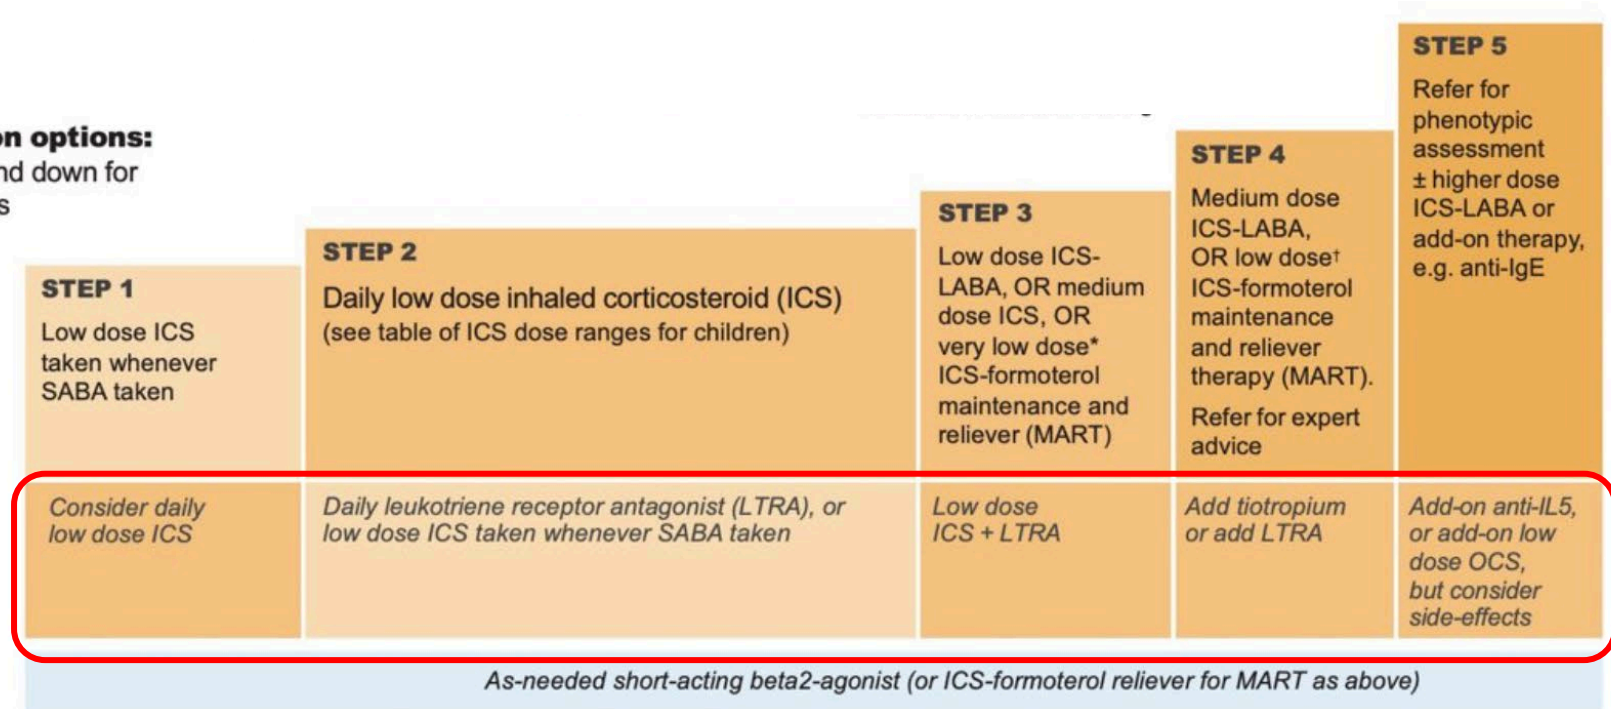 on options:
nd down for
s
STEP 1
Low dose ICS
taken whenever
SABA taken
STEP 2
Daily low dose inhaled corticosteroid (ICS)
(see table of ICS dose ranges for children)
STEP 3
Low dose ICS-
LABA, OR medium
dose ICS, OR
very low dose*
ICS-formoterol
maintenance and
reliever (MART)
STEP 4
Medium dose
ICS-LABA,
OR low dose†
ICS-formoterol
maintenance
and reliever
therapy (MART).
Refer for expert
advice
STEP 5
Refer for
phenotypic
assessment
± higher dose
ICS-LABA or
add-on therapy,
e.g. anti-IgE
Consider daily
low dose ICS
Daily leukotriene receptor antagonist (LTRA), or
low dose ICS taken whenever SABA taken
Low dose
ICS + LTRA
Add tiotropium
or add LTRA
Add-on anti-IL5,
or add-on low
dose OCS,
but consider
side-effects
As-needed short-acting beta2-agonist (or ICS-formoterol reliever for MART as above)